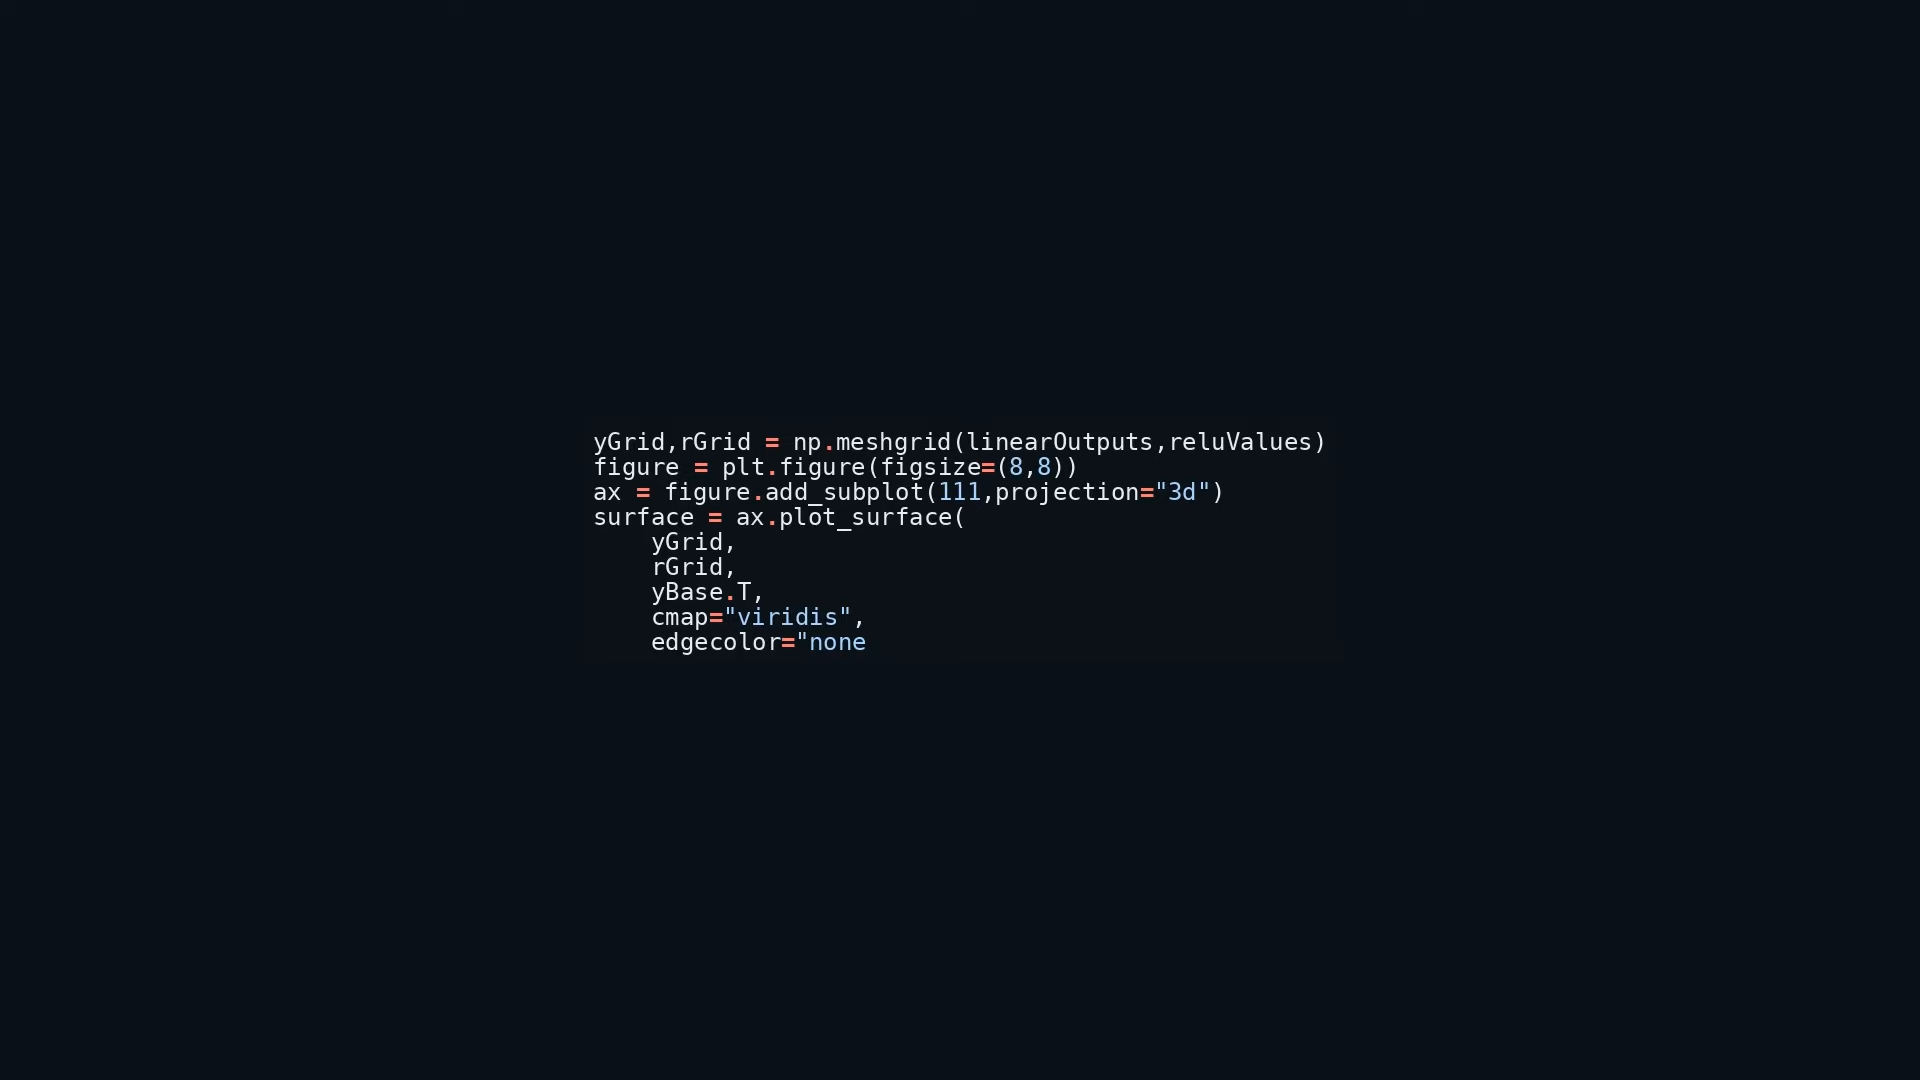 yGrid,rGrid = np.meshgrid(linearOutputs,reluValues)
figure = plt.figure(figsize=(8,8))
ax = figure.add_subplot(111,projection="3d")
surface = ax.plot_surface(
    yGrid,
    rGrid,
    yBase.T,
    cmap="viridis",
    edgecolor="none